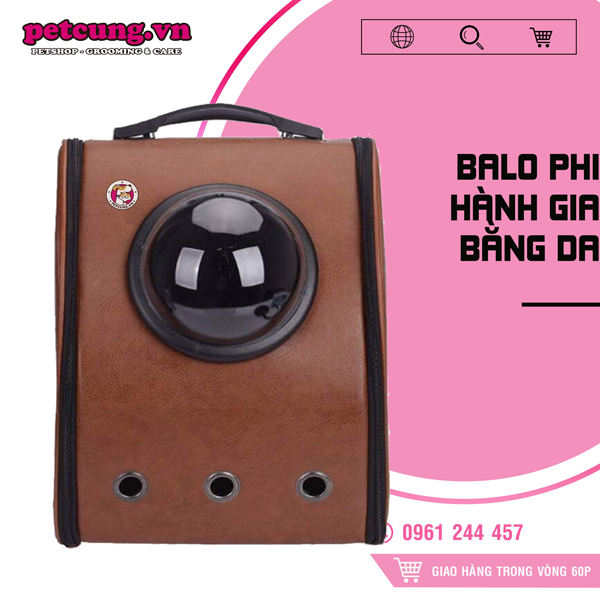 petcung.vn
PETSHOP - GROOMING & CARE
BALO PHI
HÀNH GIA
BẰNG DA
0961 244 457
GIAO HÀNG TRONG VÒNG 60P